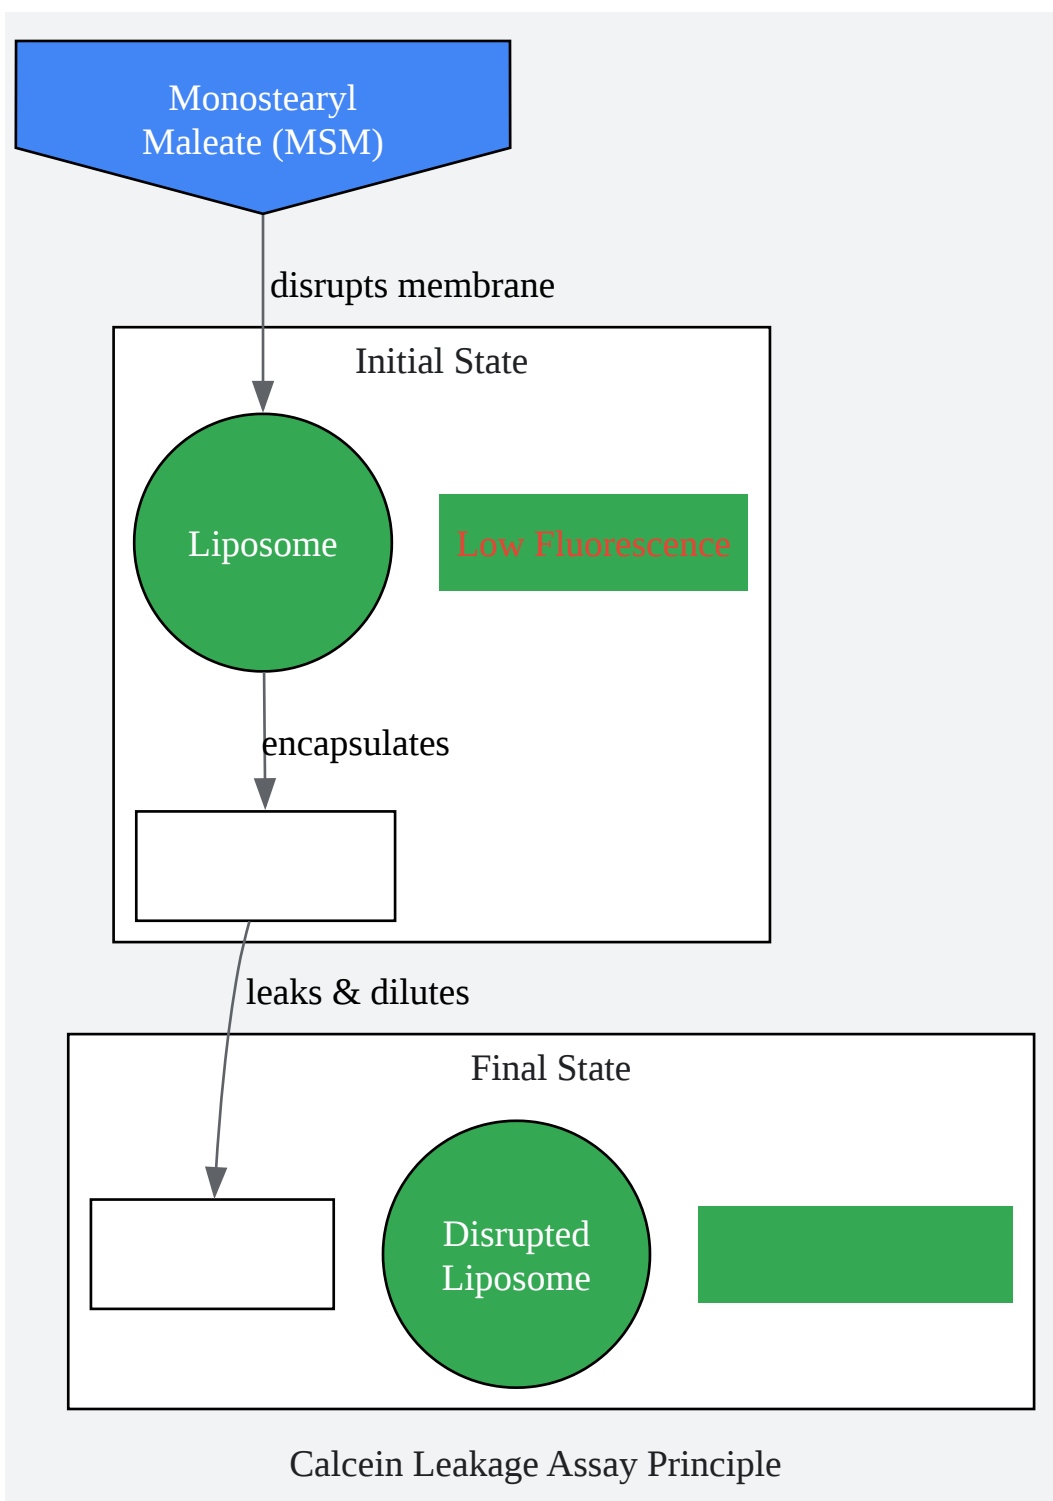 Monostearyl
Maleate (MSM)
disrupts membrane
Initial State
Liposome
Low Fluorescence
encapsulates
leaks & dilutes
Final State
Disrupted
Liposome
Calcein Leakage Assay Principle